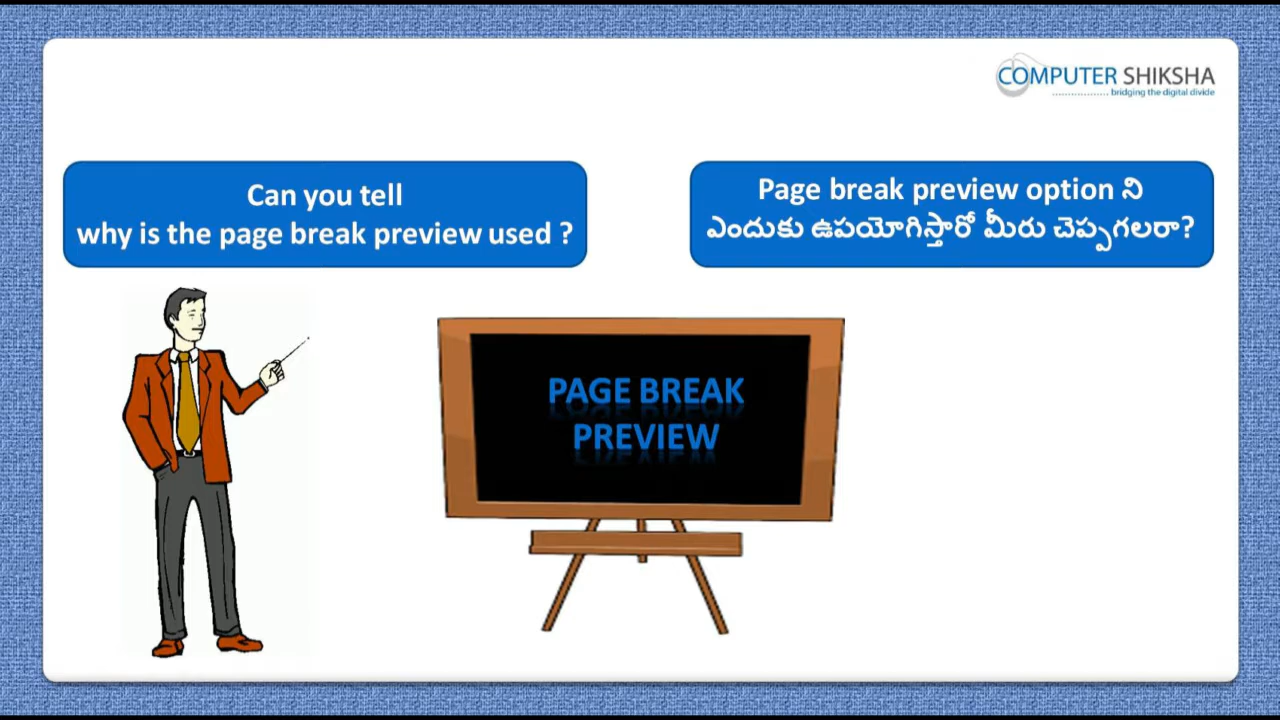 COMPUTER SHIKSHA
bridging the digital divide
Can you tell
why is the page break preview used ?
Page break preview option ని
ఎందుకు ఉపయోగిస్తారో మీరు చెప్పగలరా?
PAGE BREAK
PREVIEW